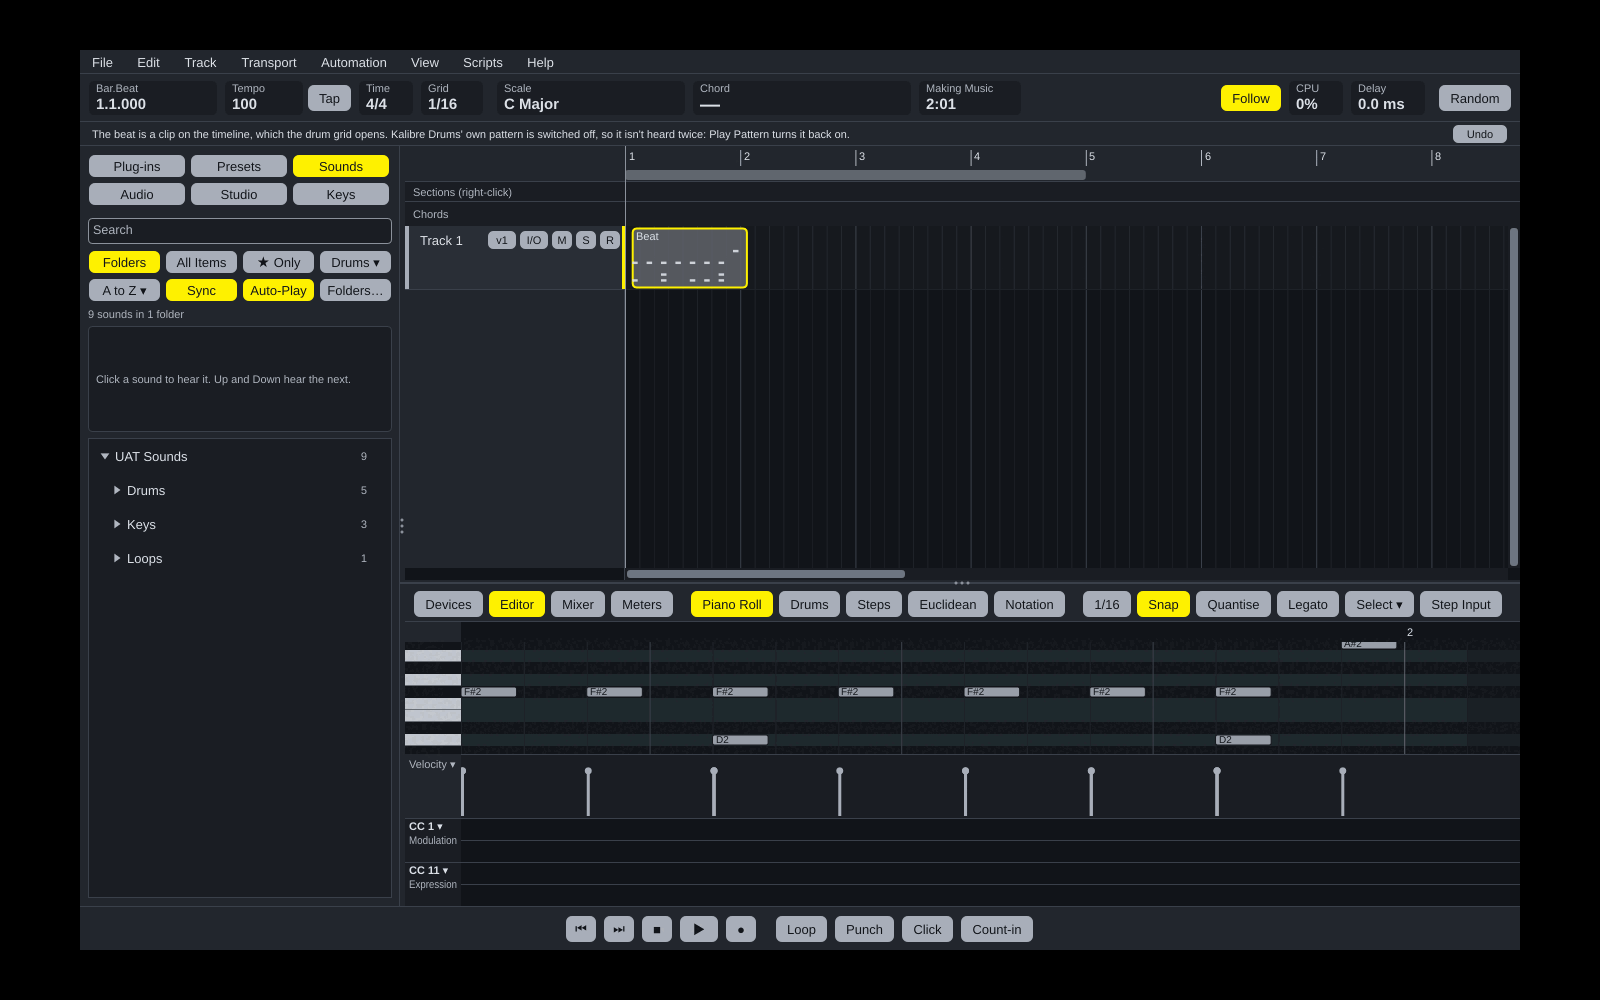 File Edit Track Transport Automation View Scripts Help
Bar.Beat Tempo Time Grid Scale Chord Making Music CPU Delay
1.1.000 100 Tap 4/4 1/16 C Major — 2:01 Follow 0% 0.0 ms Random
The beat is a clip on the timeline, which the drum grid opens. Kalibre Drums' own pattern is switched off, so it isn't heard twice: Play Pattern turns it back on. Undo
Plug-ins Presets Sounds
Audio Studio Keys
Search
Folders All Items ★ Only Drums ▾
A to Z ▾ Sync Auto-Play Folders…
9 sounds in 1 folder
Click a sound to hear it. Up and Down hear the next.
UAT Sounds 9
Drums 5
Keys 3
Loops 1
1 2 3 4 5 6 7 8
Sections (right-click)
Chords
Track 1 v1 I/O M S R
Beat
Devices Editor Mixer Meters Piano Roll Drums Steps Euclidean Notation 1/16 Snap Quantise Legato Select ▾ Step Input
2
A#2
F#2 F#2 F#2 F#2 F#2 F#2 F#2
D2 D2
Velocity ▾
CC 1 ▾
Modulation
CC 11 ▾
Expression
Loop Punch Click Count-in